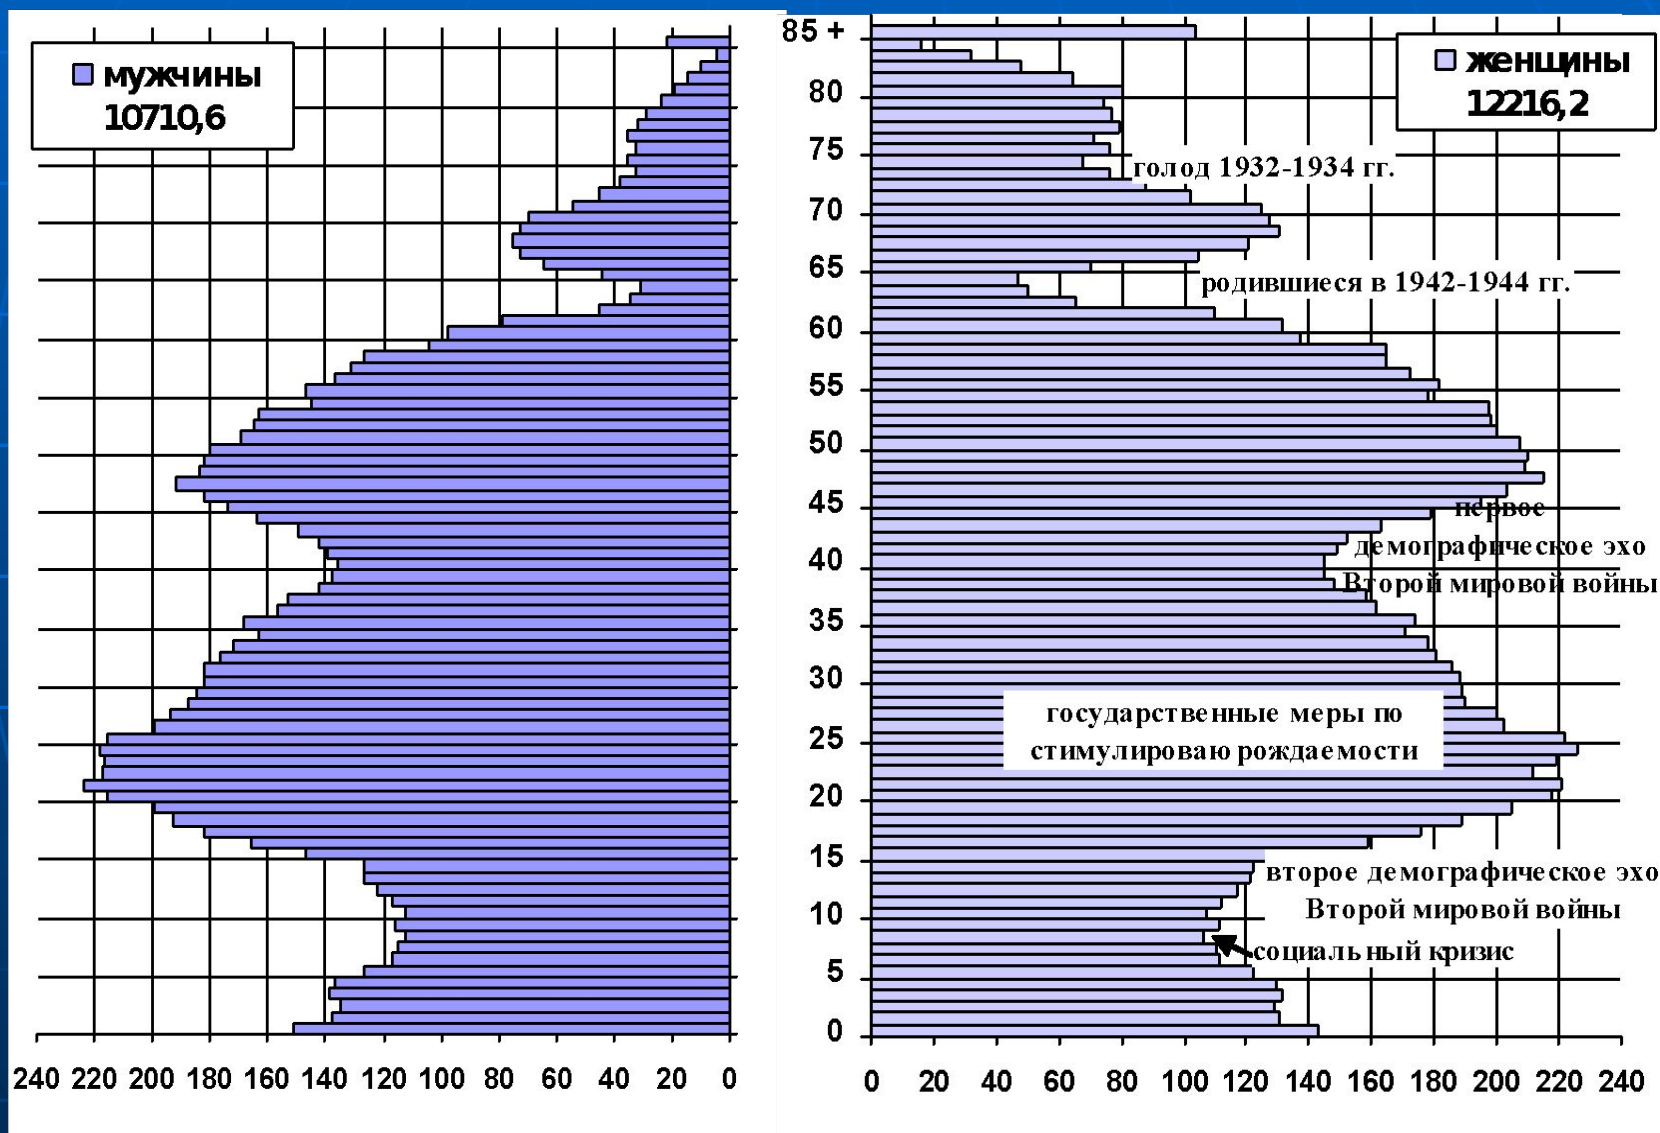 мужчины
10710,6
240 220 200 180 160 140 120 100 80 60 40 20 0
85 +
80
75
70
65
60
55
50
45
40
35
30
25
20
15
10
5
0
женщины
12216,2
голод 1932-1934 гг.
родившиеся в 1942-1944 гг.
первое
демографическое эхо
Второй мировой войны
государственные меры по
стимулироваю рождаемости
второе демографическое эхо
Второй мировой войны
социальный кризис
0 20 40 60 80 100 120 140 160 180 200 220 240